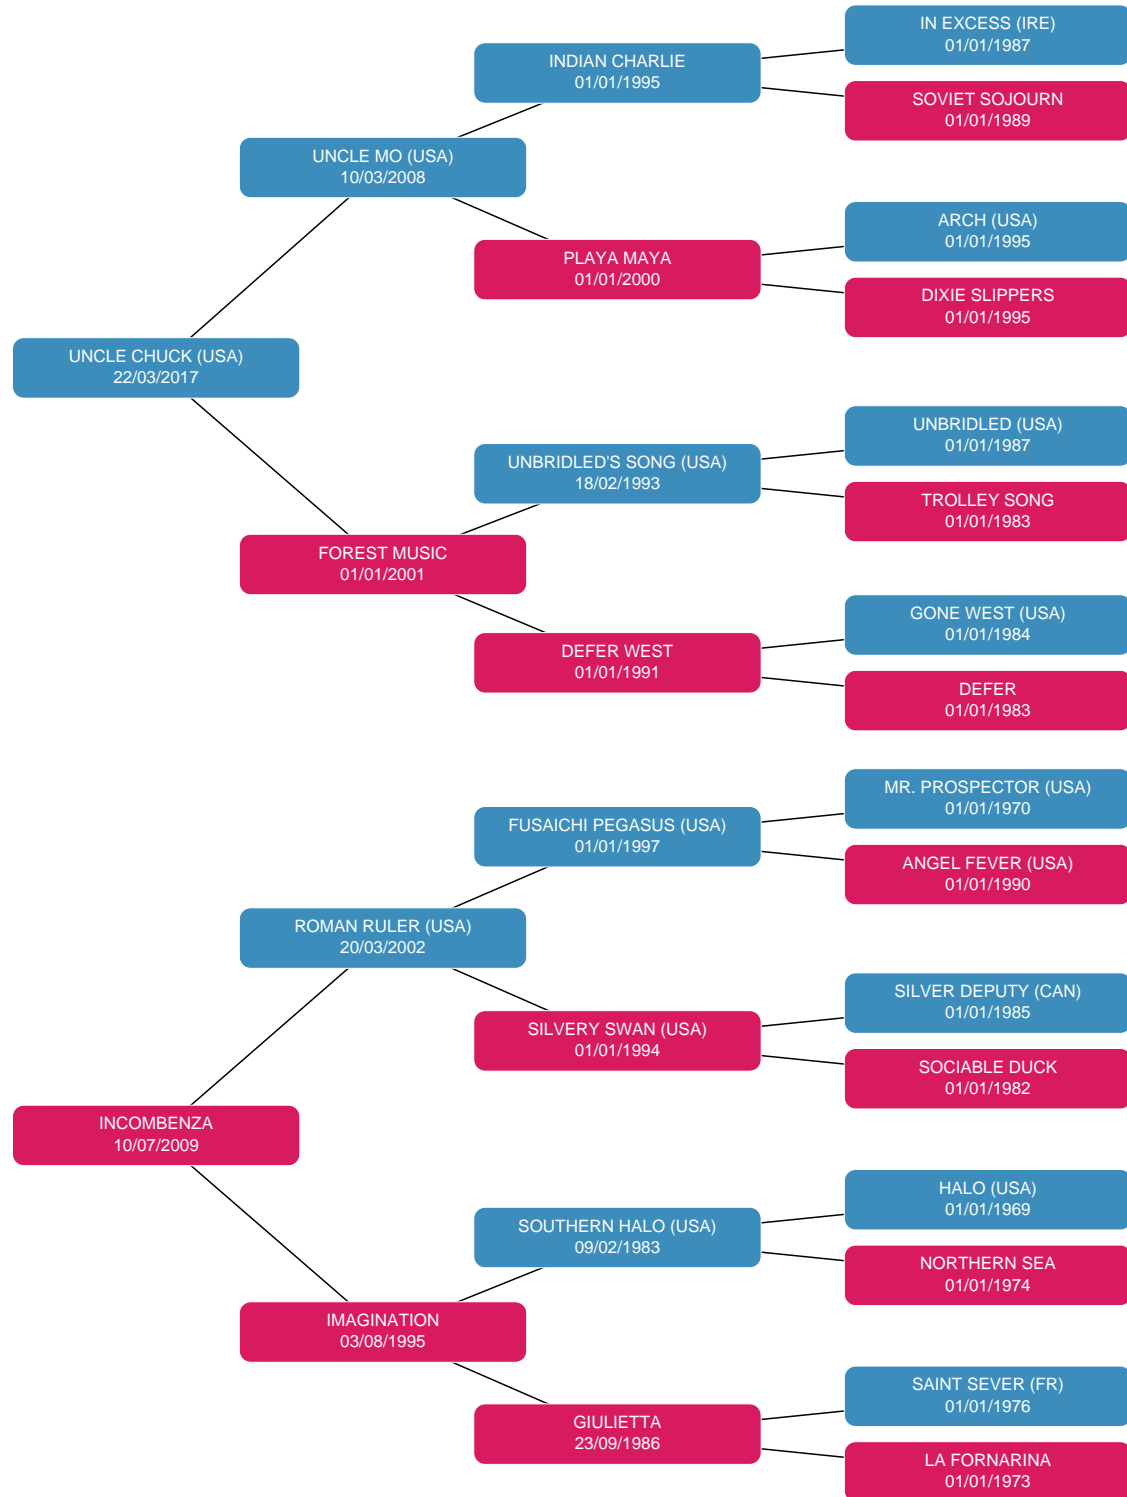 IN EXCESS (IRE)
01/01/1987
INDIAN CHARLIE
01/01/1995
SOVIET SOJOURN
01/01/1989
UNCLE MO (USA)
10/03/2008
ARCH (USA)
01/01/1995
PLAYA MAYA
01/01/2000
DIXIE SLIPPERS
01/01/1995
UNCLE CHUCK (USA)
22/03/2017
UNBRIDLED (USA)
01/01/1987
UNBRIDLED'S SONG (USA)
18/02/1993
TROLLEY SONG
01/01/1983
FOREST MUSIC
01/01/2001
GONE WEST (USA)
01/01/1984
DEFER WEST
01/01/1991
DEFER
01/01/1983
MR. PROSPECTOR (USA)
01/01/1970
FUSAICHI PEGASUS (USA)
01/01/1997
ANGEL FEVER (USA)
01/01/1990
ROMAN RULER (USA)
20/03/2002
SILVER DEPUTY (CAN)
01/01/1985
SILVERY SWAN (USA)
01/01/1994
SOCIABLE DUCK
01/01/1982
INCOMBENZA
10/07/2009
HALO (USA)
01/01/1969
SOUTHERN HALO (USA)
09/02/1983
NORTHERN SEA
01/01/1974
IMAGINATION
03/08/1995
SAINT SEVER (FR)
01/01/1976
GIULIETTA
23/09/1986
LA FORNARINA
01/01/1973